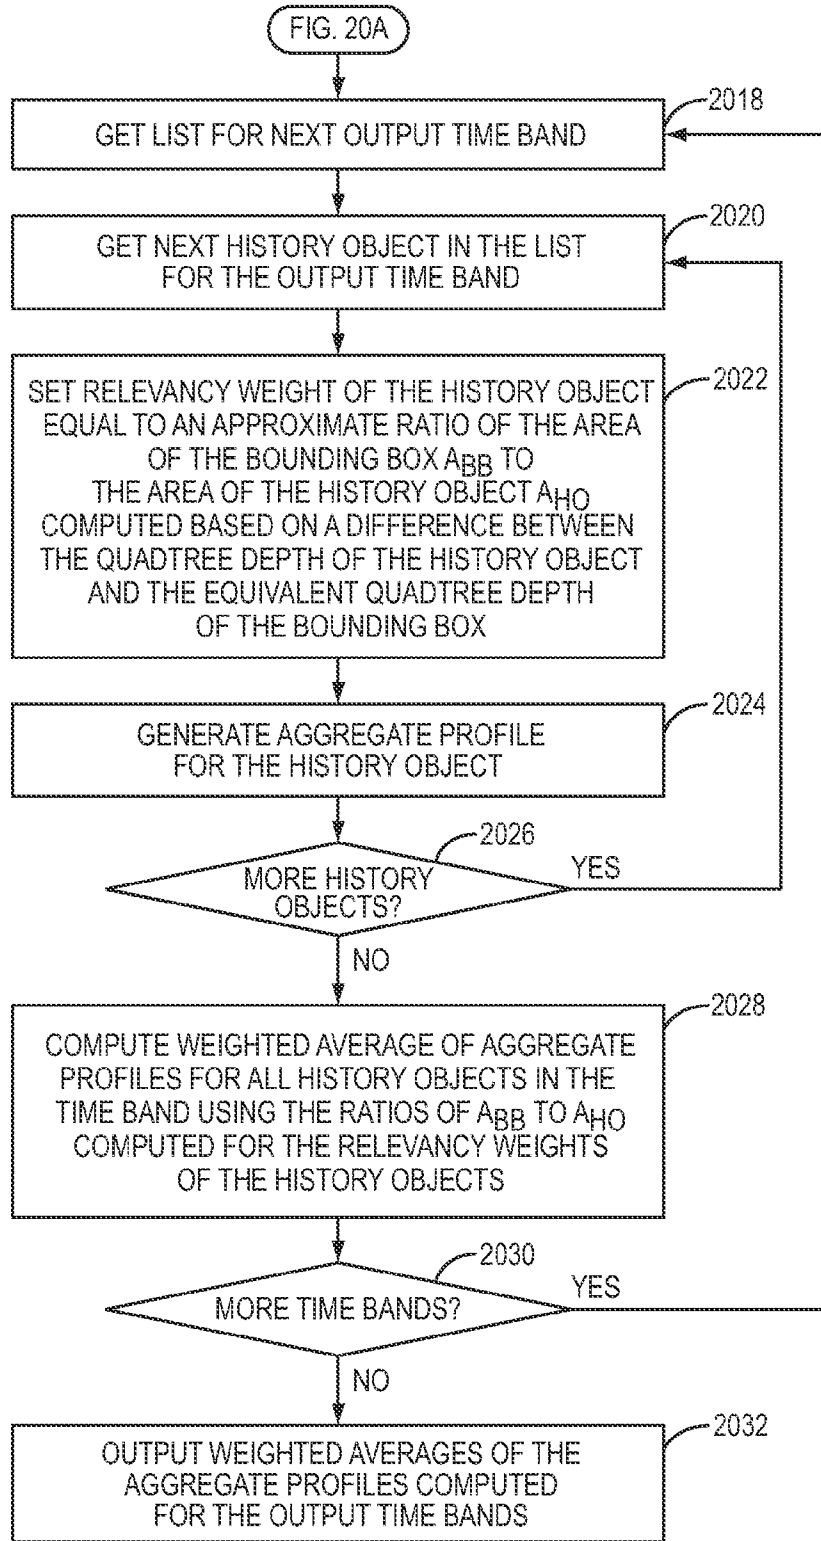 FIG. 20A
2018
GET LIST FOR NEXT OUTPUT TIME BAND
2020
GET NEXT HISTORY OBJECT IN THE LIST
FOR THE OUTPUT TIME BAND
2022
SET RELEVANCY WEIGHT OF THE HISTORY OBJECT
EQUAL TO AN APPROXIMATE RATIO OF THE AREA
OF THE BOUNDING BOX ABB TO
THE AREA OF THE HISTORY OBJECT AHO
COMPUTED BASED ON A DIFFERENCE BETWEEN
THE QUADTREE DEPTH OF THE HISTORY OBJECT
AND THE EQUIVALENT QUADTREE DEPTH
OF THE BOUNDING BOX
2024
GENERATE AGGREGATE PROFILE
FOR THE HISTORY OBJECT
2026
MORE HISTORY
OBJECTS?
YES
NO
2028
COMPUTE WEIGHTED AVERAGE OF AGGREGATE
PROFILES FOR ALL HISTORY OBJECTS IN THE
TIME BAND USING THE RATIOS OF ABB TO AHO
COMPUTED FOR THE RELEVANCY WEIGHTS
OF THE HISTORY OBJECTS
2030
MORE TIME BANDS?
YES
NO
2032
OUTPUT WEIGHTED AVERAGES OF THE
AGGREGATE PROFILES COMPUTED
FOR THE OUTPUT TIME BANDS